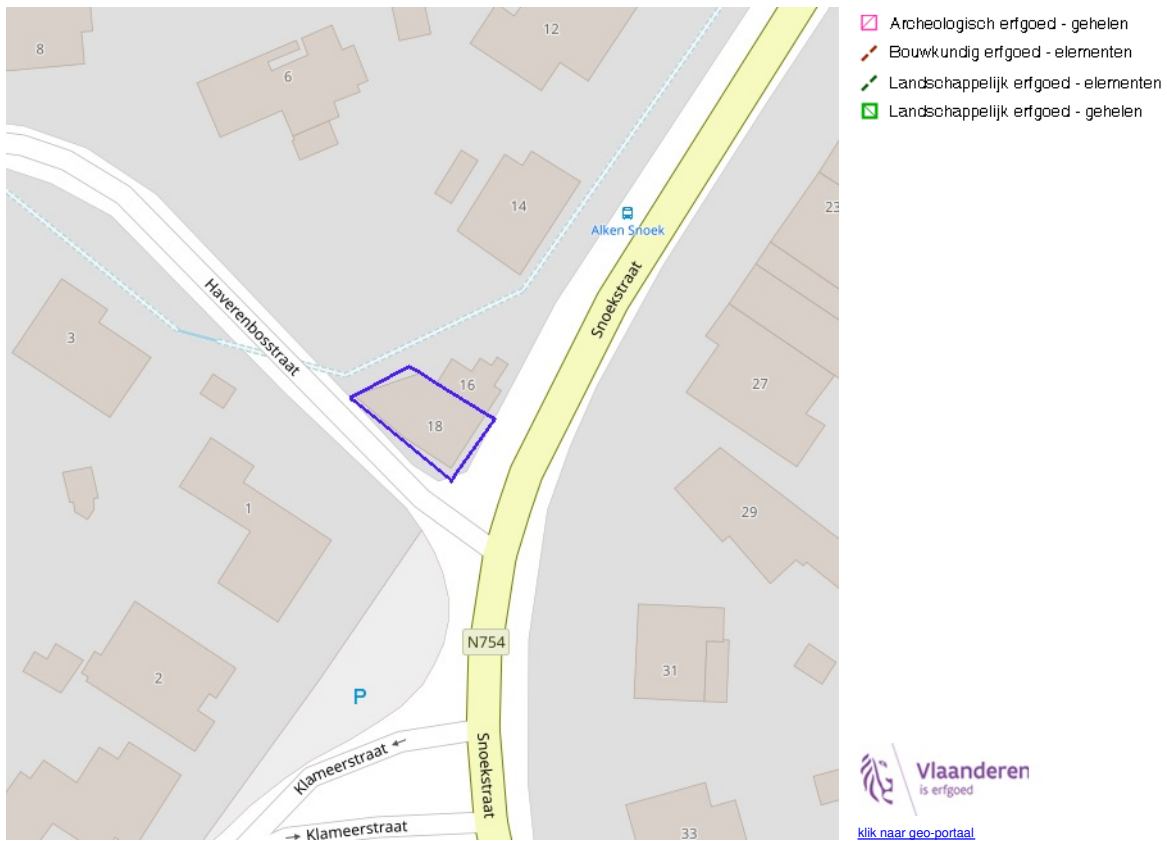 8
12
6
14
23
Alken Snoek
Haverenbosstraat
Snoekstraat
3
16
18
27
1
29
N754
31
2
P
Klameerstraat ←
Snoekstraat
→ Klameerstraat
33
Archeologisch erfgoed - gehelen
Bouwkundig erfgoed - elementen
Landschappelijk erfgoed - elementen
Landschappelijk erfgoed - gehelen
Vlaanderen
is erfgoed
klik naar geo-portaal